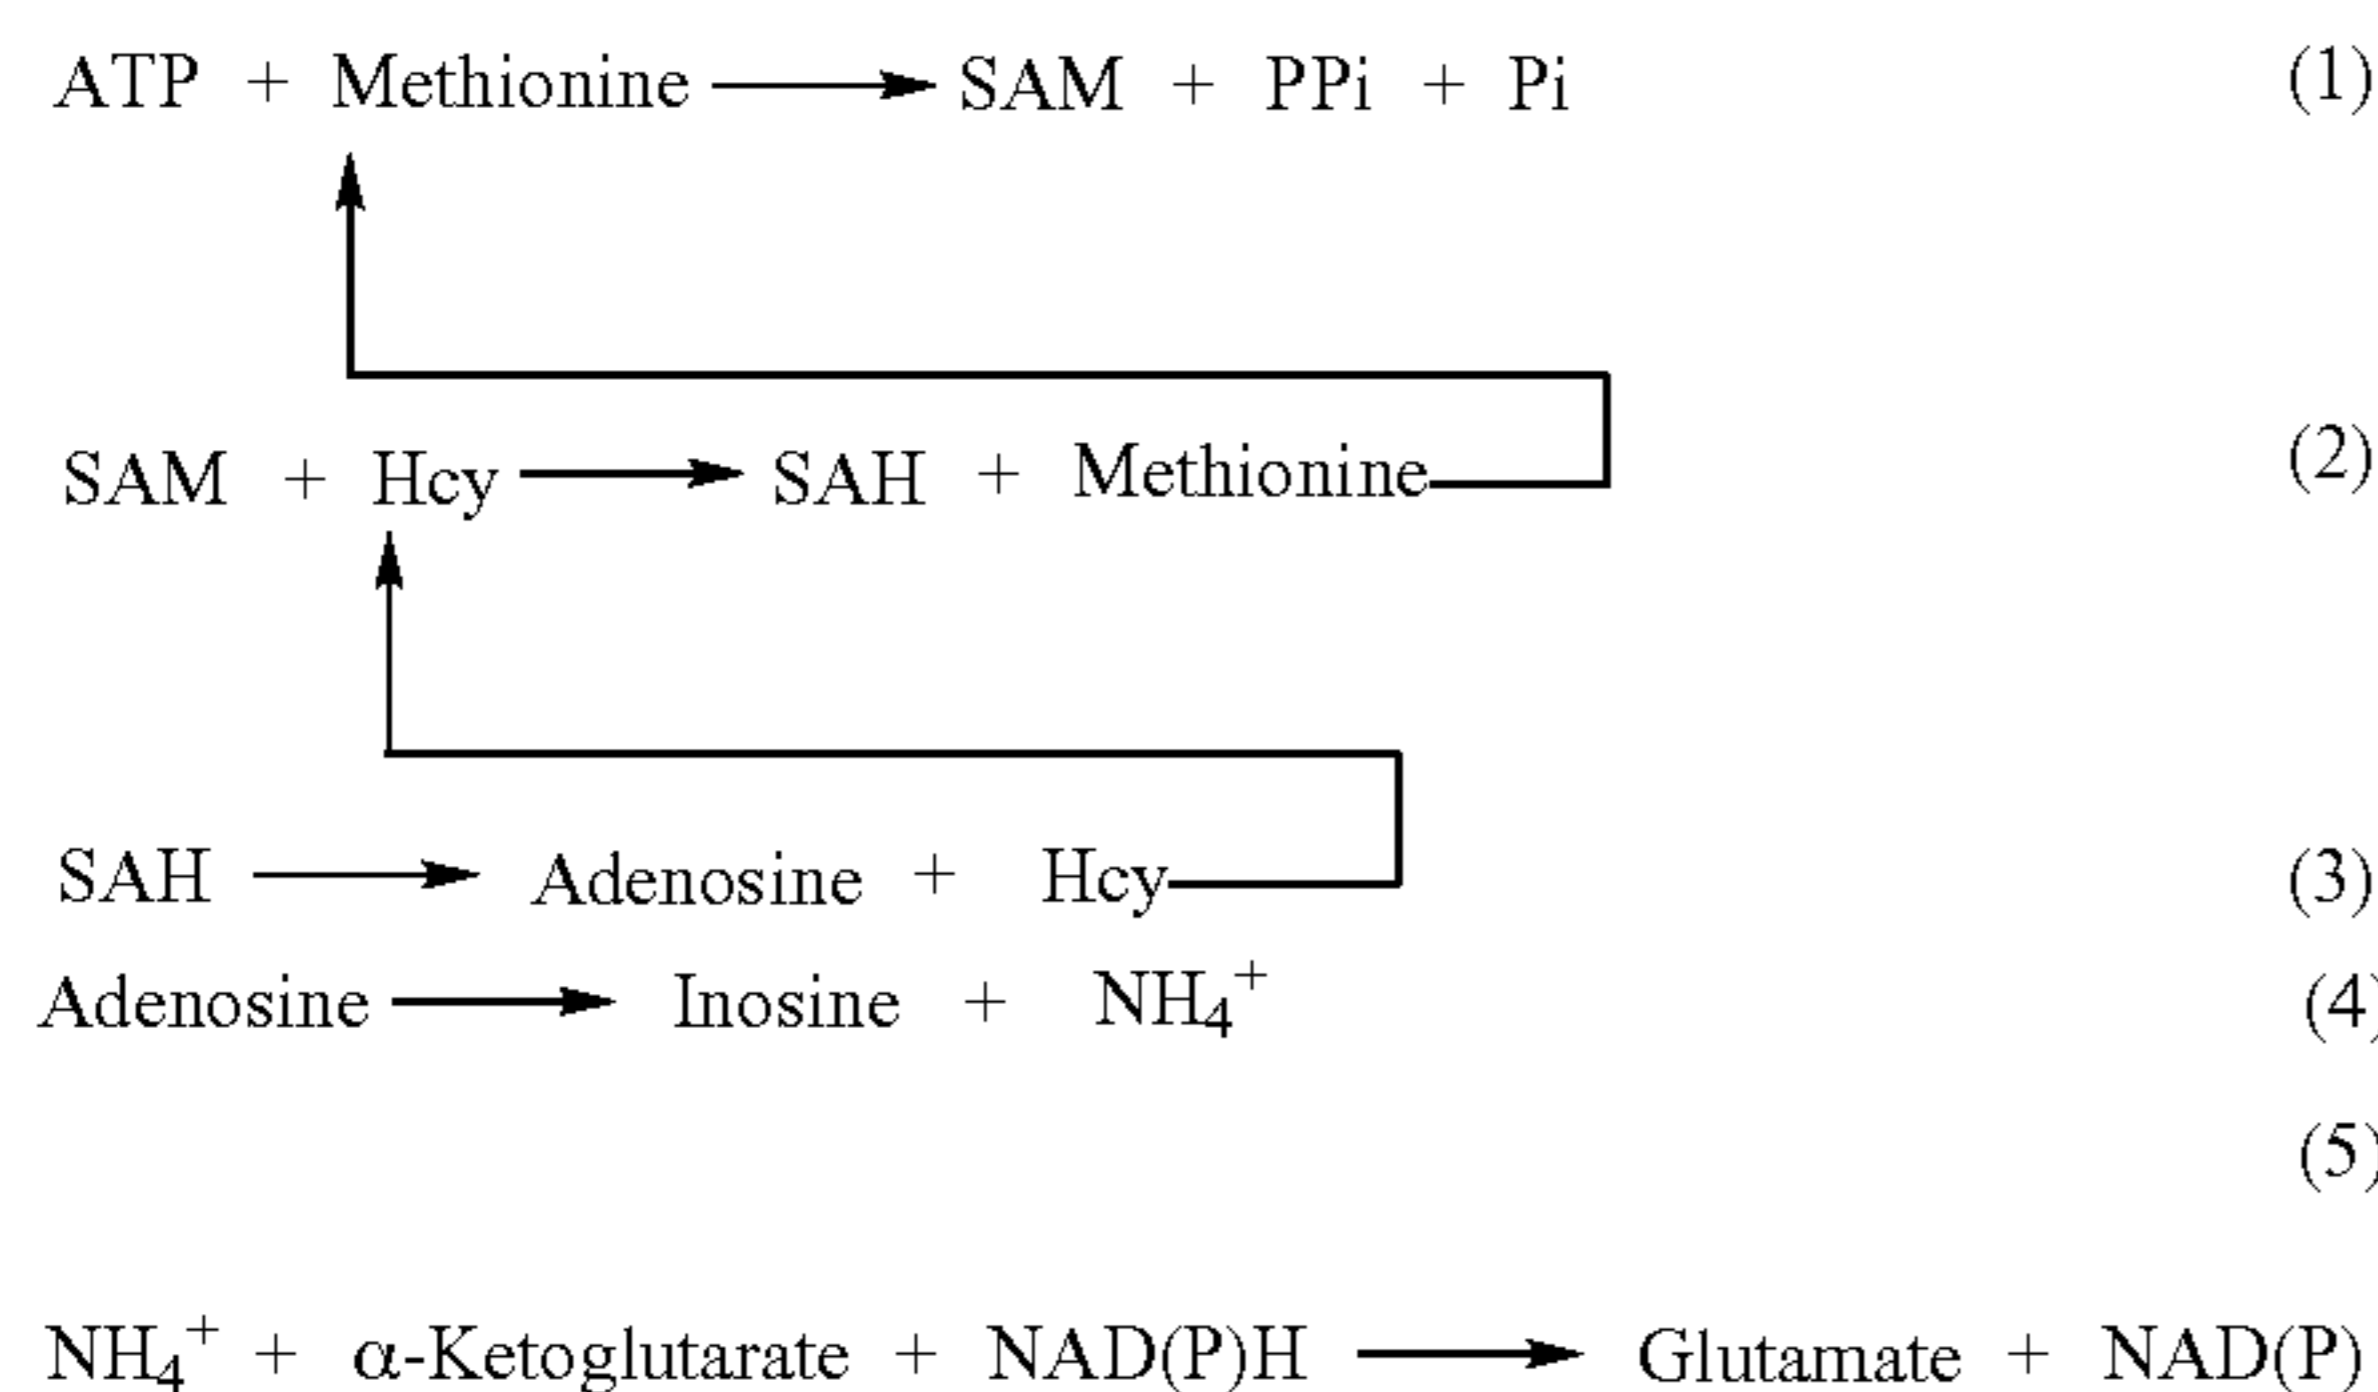 ATP + Methionine ⟶ SAM + PPi + Pi (1)
SAM + Hcy ⟶ SAH + Methionine (2)
SAH ⟶ Adenosine + Hcy (3)
Adenosine ⟶ Inosine + NH₄⁺ (4)
(5)
NH₄⁺ + α-Ketoglutarate + NAD(P)H ⟶ Glutamate + NAD(P)